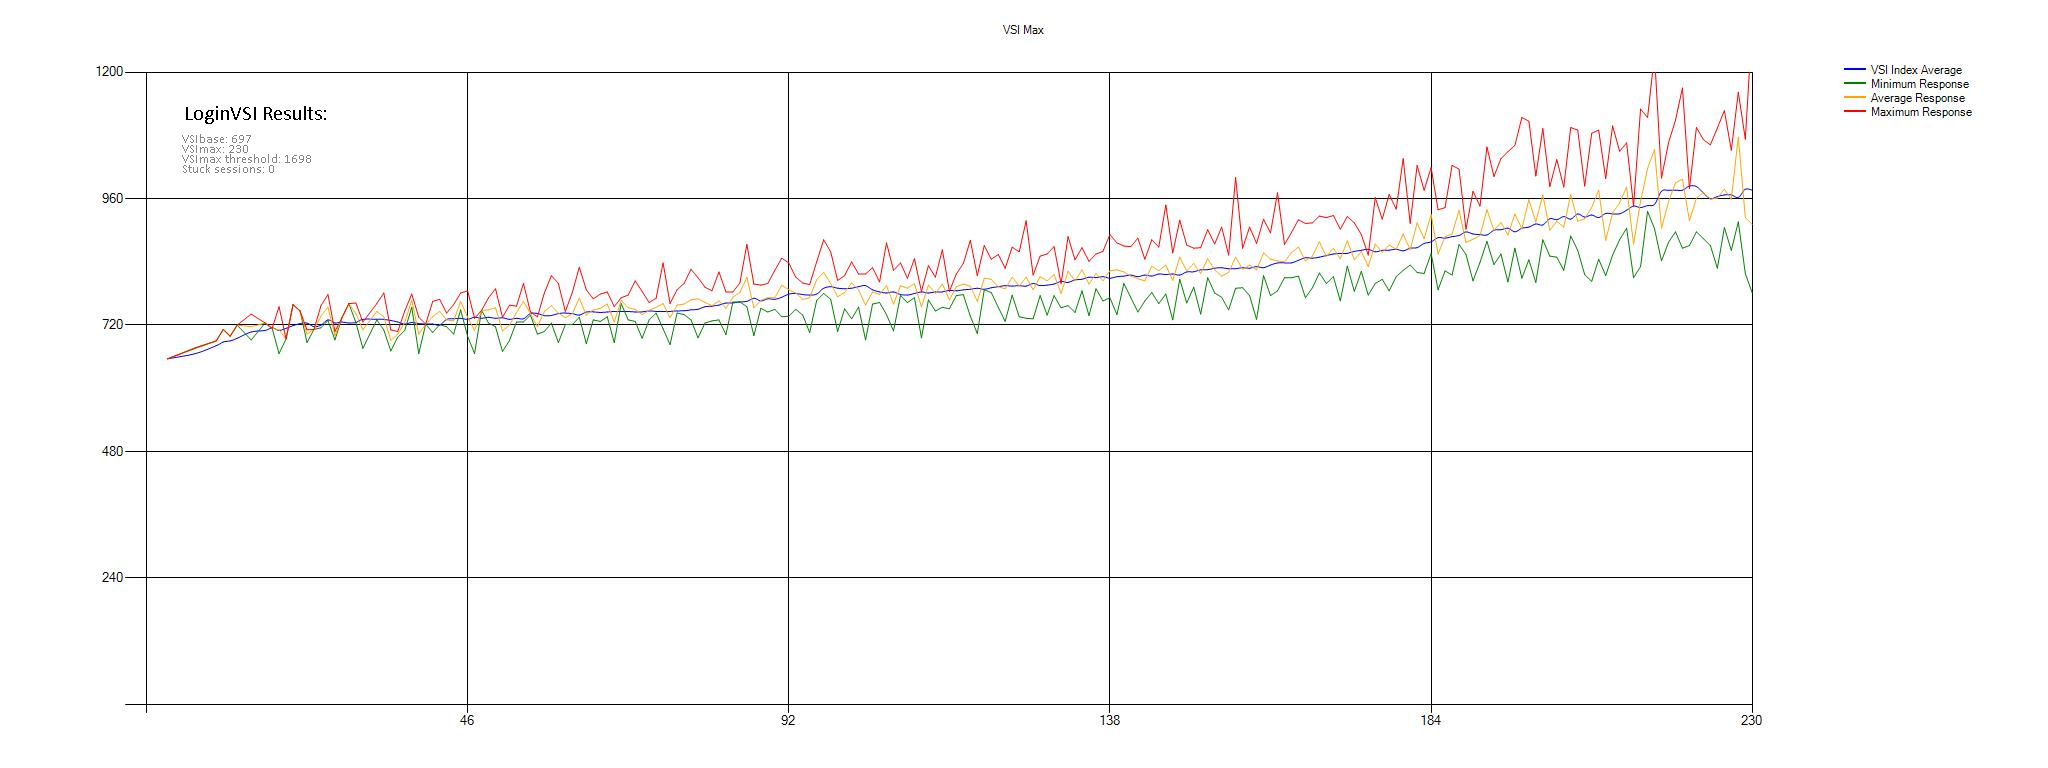 VSI Max
1200
960
720
480
240
LoginVSI Results:
VSIbase: 697
VSImax: 230
VSImax threshold: 1698
Stuck sessions: 0
VSI Index Average
Minimum Response
Average Response
Maximum Response
46
92
138
184
230